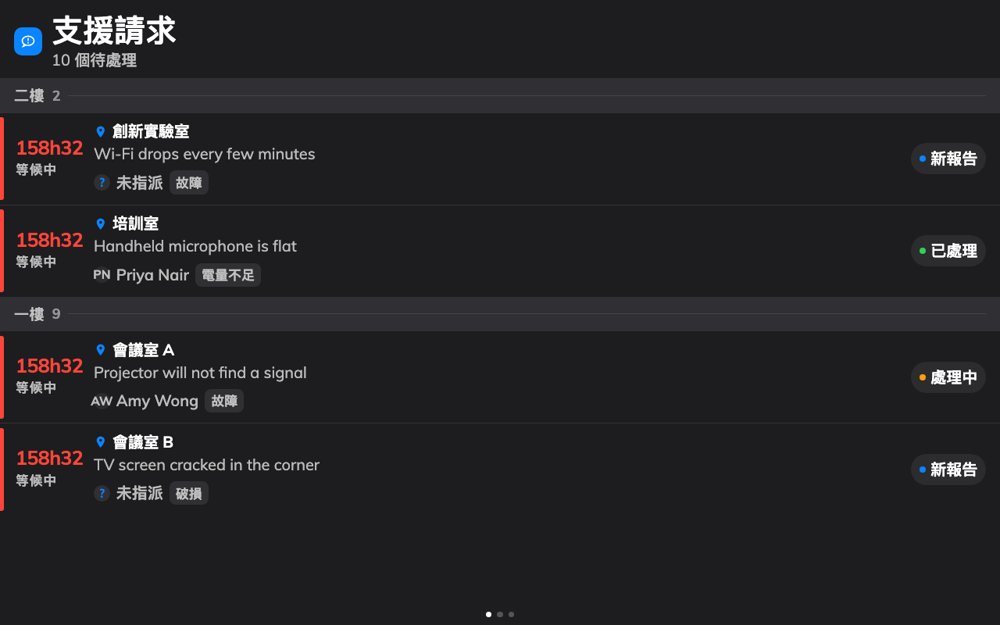 支援請求
10 個待處理
二樓 2
158h32
等候中
創新實驗室
Wi-Fi drops every few minutes
? 未指派 故障
新報告
158h32
等候中
培訓室
Handheld microphone is flat
PN Priya Nair 電量不足
已處理
一樓 9
158h32
等候中
會議室 A
Projector will not find a signal
AW Amy Wong 故障
處理中
158h32
等候中
會議室 B
TV screen cracked in the corner
? 未指派 破損
新報告